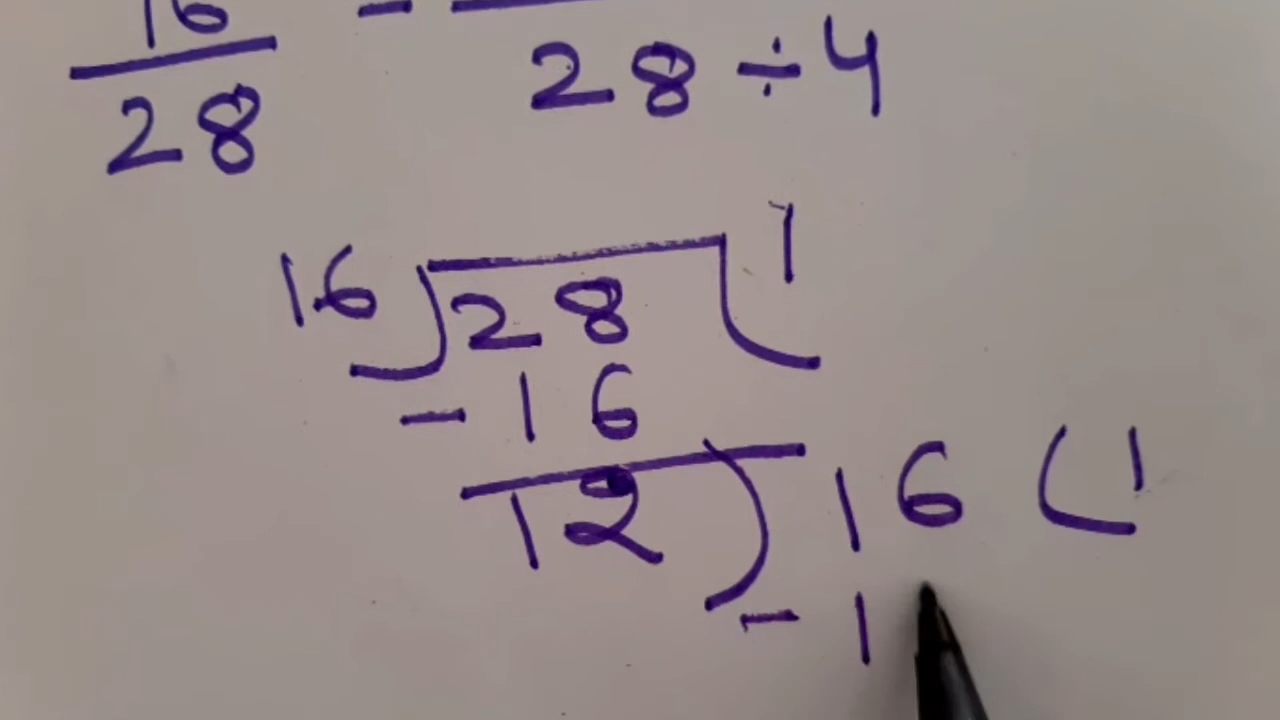 16 -
28 28 ÷ 4
16 ) 28 ( 1
- 16
12 ) 16 ( 1
- 1